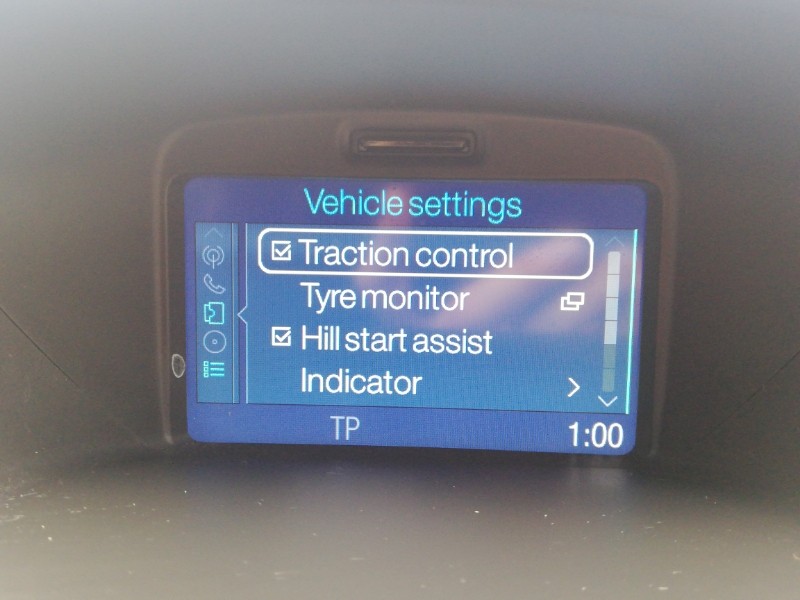 Vehicle settings
Traction control
Tyre monitor
Hill start assist
Indicator
TP 1:00